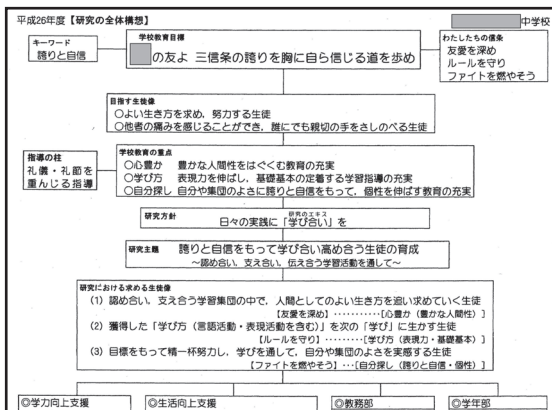 平成26年度【研究の全体構想】
中学校
キーワード
誇りと自信
学校教育目標
の友よ 三信条の誇りを胸に自ら信じる道を歩め
わたしたちの信条
友愛を深め
ルールを守り
ファイトを燃やそう
目指す生徒像
○よい生き方を求め，努力する生徒
○他者の痛みを感じることができ，誰にでも親切の手をさしのべる生徒
指導の柱
礼儀・礼節を
重んじる指導
学校教育の重点
○心豊か 豊かな人間性をはぐくむ教育の充実
○学び方 表現力を伸ばし，基礎基本の定着する学習指導の充実
○自分探し 自分や集団のよさに誇りと自信をもって，個性を伸ばす教育の充実
研究方針
研究のエキス
日々の実践に「学び合い」を
研究主題 誇りと自信をもって学び合い高め合う生徒の育成
～認め合い，支え合い，伝え合う学習活動を通して～
研究における求める生徒像
(1) 認め合い，支え合う学習集団の中で，人間としてのよい生き方を追い求めていく生徒
【友愛を深め】‥‥‥‥‥[心豊か（豊かな人間性）]
(2) 獲得した「学び方（言語活動・表現活動を含む）」を次の「学び」に生かす生徒
【ルールを守り】‥‥‥‥[学び方（表現力・基礎基本）]
(3) 目標をもって精一杯努力し，学びを通して，自分や集団のよさを実感する生徒
【ファイトを燃やそう】‥‥[自分探し（誇りと自信・個性）]
◎学力向上支援
◎生活向上支援
◎教務部
◎学年部